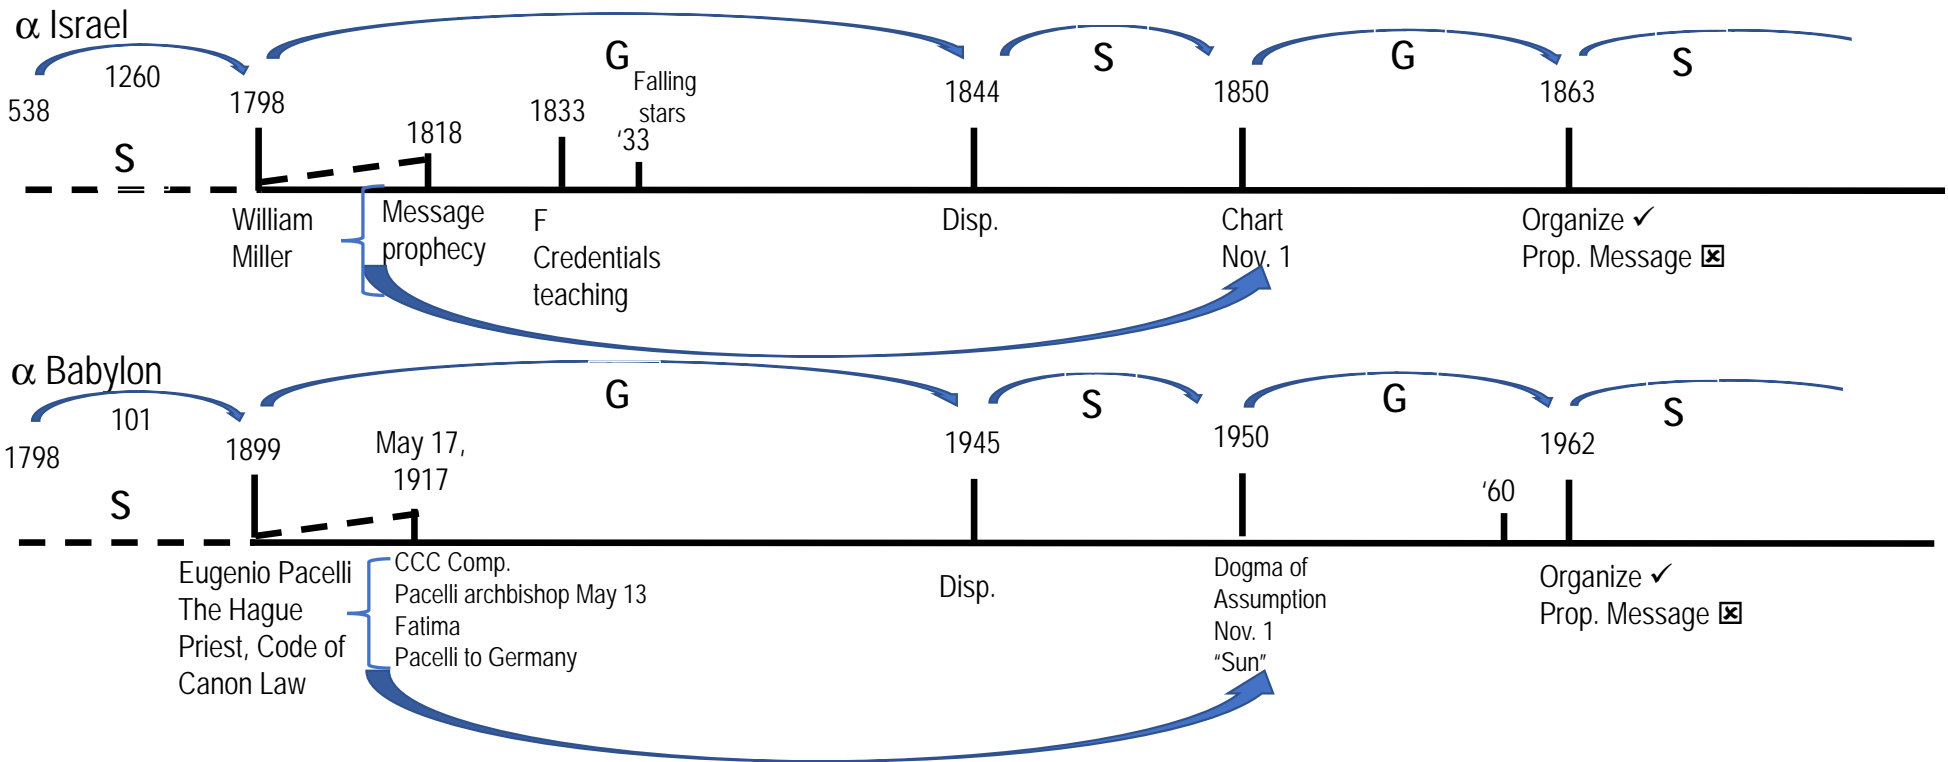 α Israel
1260
538
S
1798
G
1818
1833
Falling
stars
‘33
1844
S
1850
G
1863
S
William
Miller
Message
prophecy
F
Credentials
teaching
Disp.
Chart
Nov. 1
Organize ✓
Prop. Message ☒
α Babylon
101
1798
S
1899
G
May 17,
1917
1945
S
1950
G
‘60
1962
S
Eugenio Pacelli
The Hague
Priest, Code of
Canon Law
CCC Comp.
Pacelli archbishop May 13
Fatima
Pacelli to Germany
Disp.
Dogma of
Assumption
Nov. 1
“Sun”
Organize ✓
Prop. Message ☒